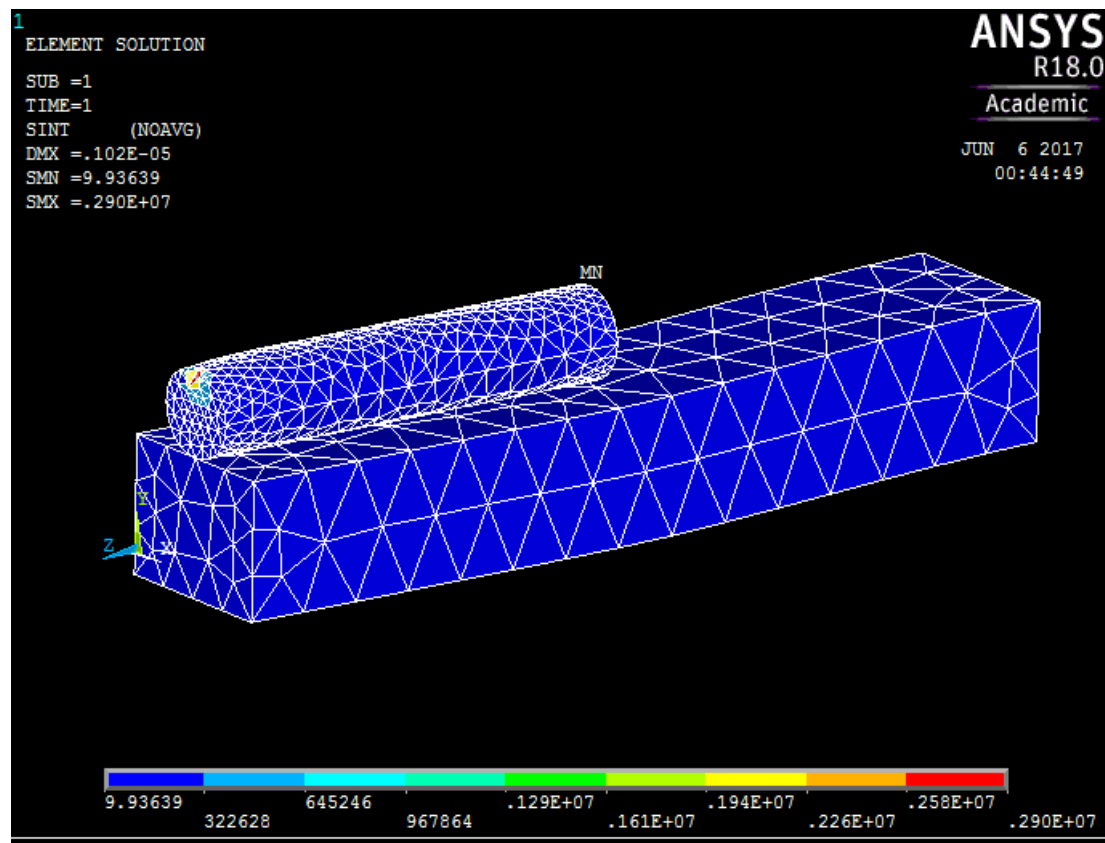 1
ELEMENT SOLUTION
SUB =1
TIME=1
SINT (NOAVG)
DMX =.102E-05
SMN =9.93639
SMX =.290E+07
ANSYS
R18.0
Academic
JUN 6 2017
00:44:49
MN
Y
Z
X
9.93639 645246 .129E+07 .194E+07 .258E+07
322628 967864 .161E+07 .226E+07 .290E+07